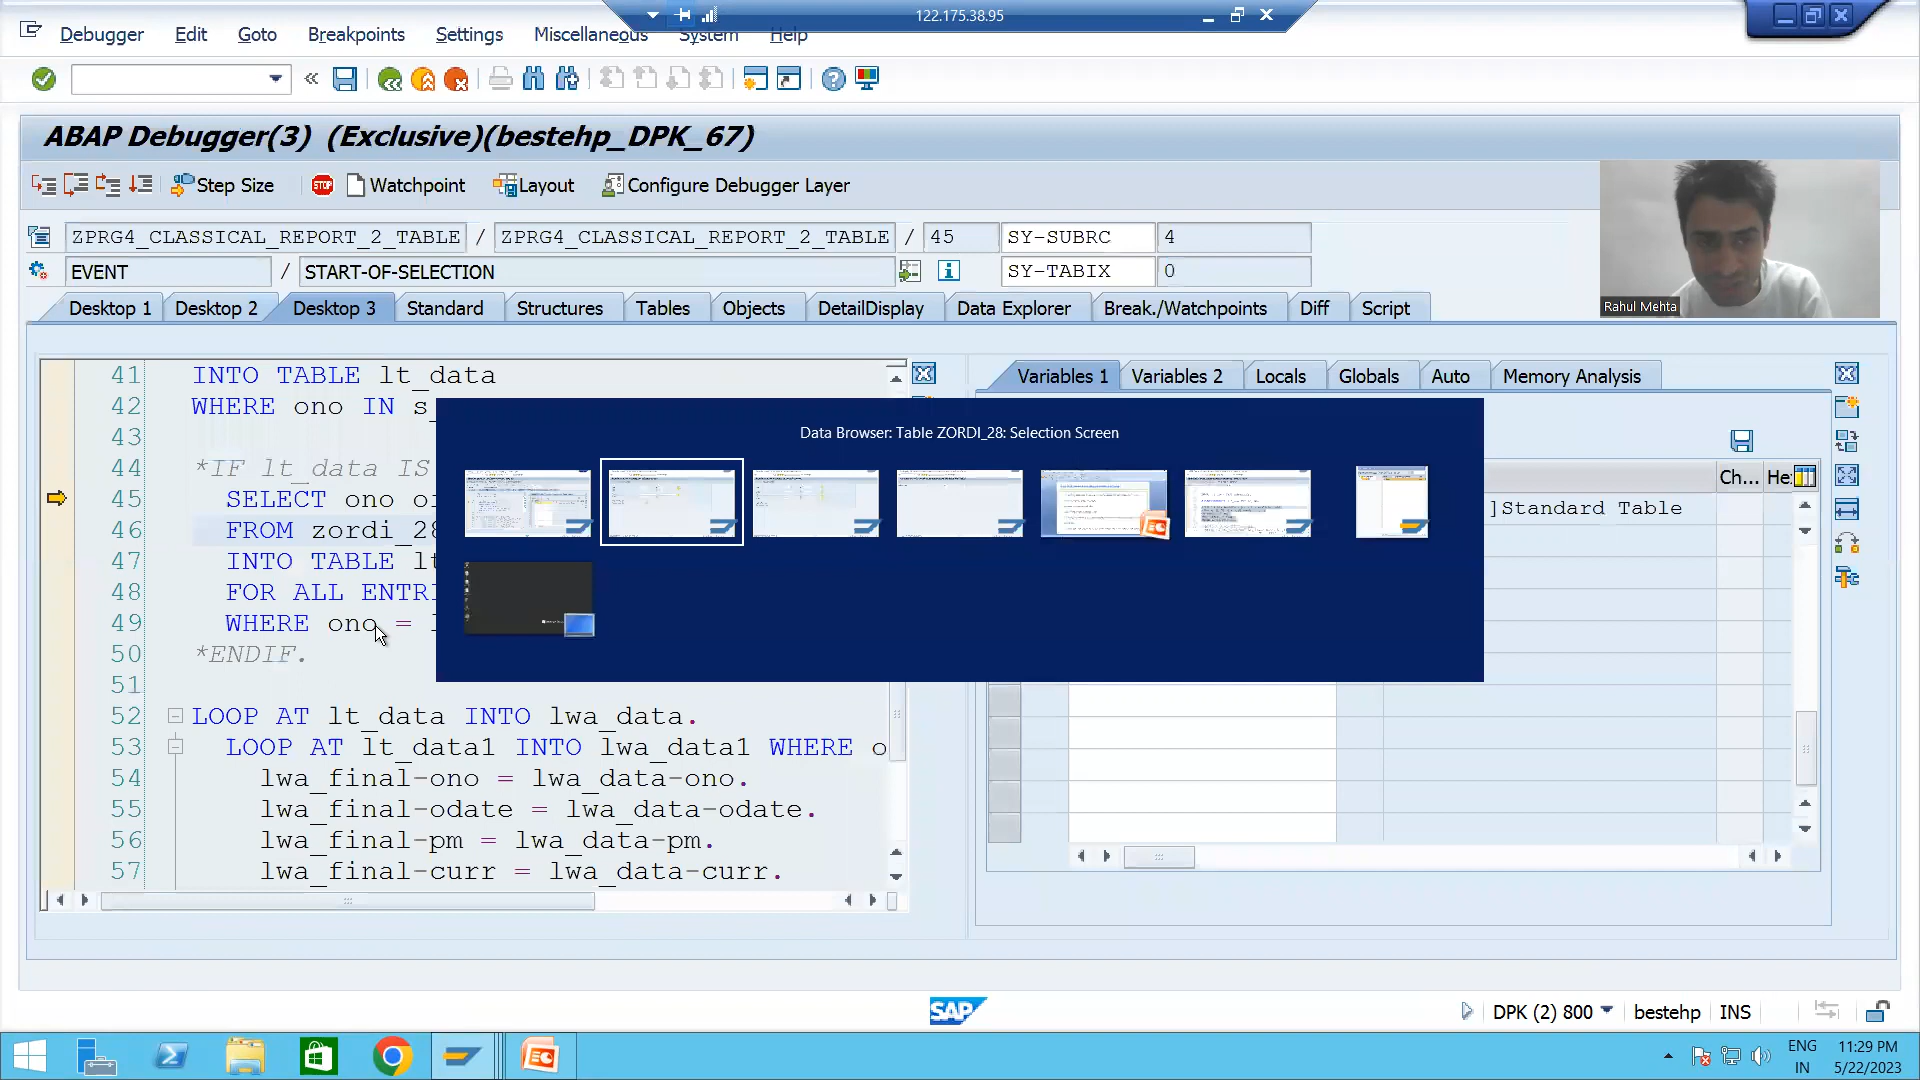 122.175.38.95
Debugger Edit Goto Breakpoints Settings Miscellaneous System Help
ABAP Debugger(3) (Exclusive)(bestehp_DPK_67)
Step Size Watchpoint Layout Configure Debugger Layer
STOP
ZPRG4_CLASSICAL_REPORT_2_TABLE / ZPRG4_CLASSICAL_REPORT_2_TABLE / 45 SY-SUBRC 4
EVENT / START-OF-SELECTION SY-TABIX 0
Rahul Mehta
Desktop 1 Desktop 2 Desktop 3 Standard Structures Tables Objects DetailDisplay Data Explorer Break./Watchpoints Diff Script
Variables 1 Variables 2 Locals Globals Auto Memory Analysis
41 INTO TABLE lt_data
42 WHERE ono IN s_
43
44 *IF lt_data IS
45 SELECT ono
46 FROM zordi_28
47 INTO TABLE
48 FOR ALL ENTRI
49 WHERE ono =
50 *ENDIF.
51
52 LOOP AT lt_data INTO lwa_data.
53 LOOP AT lt_data1 INTO lwa_data1 WHERE o
54 lwa_final-ono = lwa_data-ono.
55 lwa_final-odate = lwa_data-odate.
56 lwa_final-pm = lwa_data-pm.
57 lwa_final-curr = lwa_data-curr.
Data Browser: Table ZORDI_28: Selection Screen
Ch... He
]Standard Table
SAP
DPK (2) 800 bestehp INS
ENG 11:29 PM
IN 5/22/2023